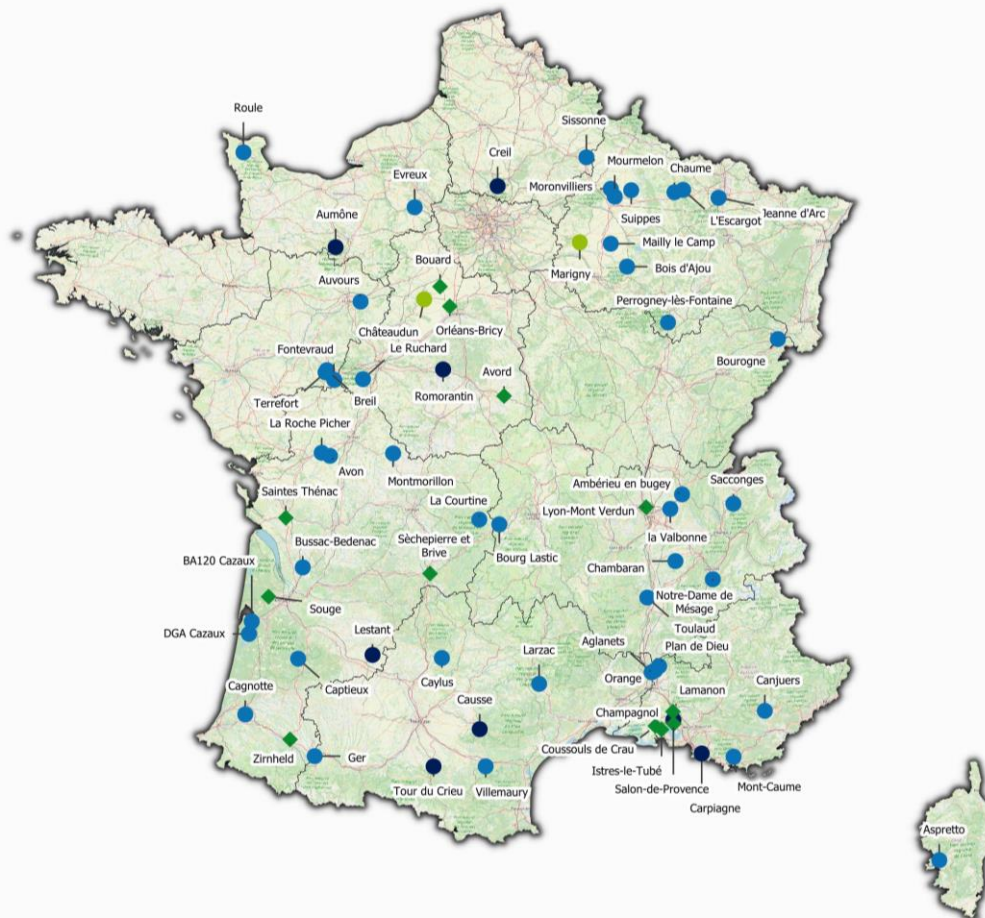 Roule
Sissonne
Creil
Mourmelon
Chaume
Evreux
Moronvilliers
Aumône
Suippes
L'Escargot
Jeanne d'Arc
Mailly le Camp
Bouard
Marigny
Bois d'Ajou
Auvours
Perrogney-lès-Fontaine
Châteaudun
Orléans-Bricy
Fontevraud
Le Ruchard
Bourogne
Avord
Terrefort
Breil
Romorantin
La Roche Picher
Avon
Montmorillon
Ambérieu en bugey
Sacconges
Saintes Thénac
La Courtine
Lyon-Mont Verdun
la Valbonne
Bussac-Bedenac
Sèchepierre et
Brive
Bourg Lastic
BA120 Cazaux
Chambaran
Notre-Dame de
Mésage
Souge
DGA Cazaux
Lestant
Toulaud
Aglanets
Plan de Dieu
Larzac
Orange
Cagnotte
Captieux
Caylus
Lamanon
Canjuers
Causse
Champagnol
Coussouls de Crau
Zirnheld
Ger
Istres-le-Tubé
Tour du Crieu
Villemaury
Salon-de-Provence
Mont-Caume
Carpiagne
Aspretto